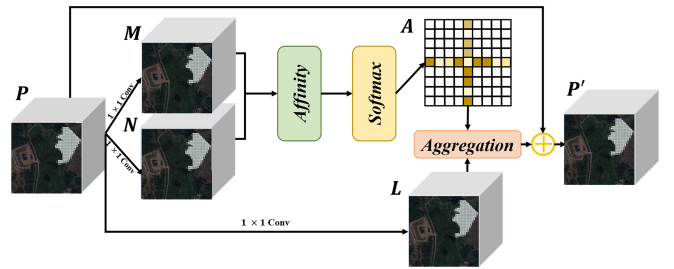 P
M
N
1 × 1 Conv
1 × 1 Conv
Affinity
Softmax
A
Aggregation
P′
L
1 × 1 Conv